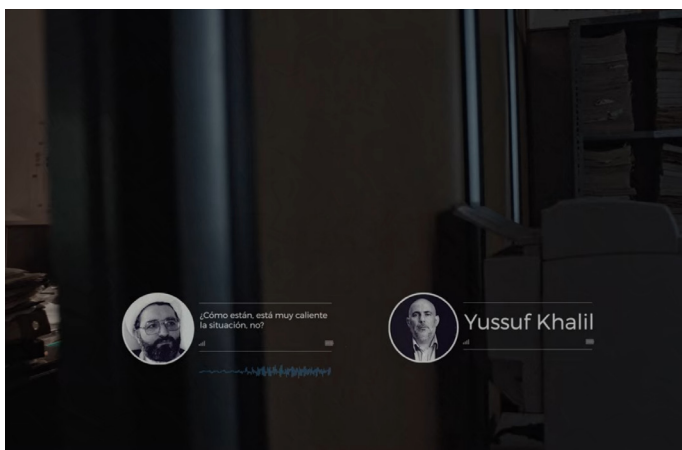 ¿Cómo están, está muy caliente
la situación, no?
Yussuf Khalil